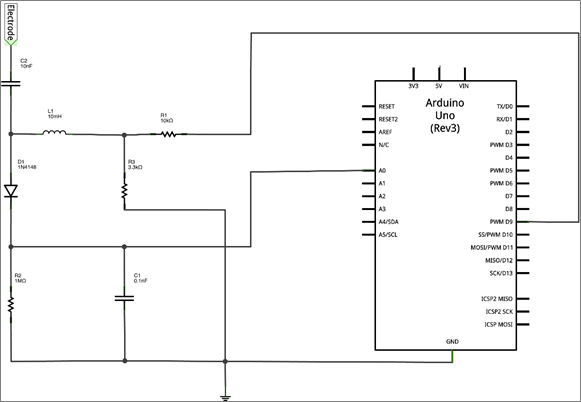 Electrode
C2
10nF
L1
10mH
R1
10kΩ
D1
1N4148
R3
3.3kΩ
R2
1MΩ
C1
0.1nF
3V3
5V
VIN
Arduino
Uno
(Rev3)
RESET
RESET2
AREF
N/C
A0
A1
A2
A3
A4/SDA
A5/SCL
TX/D0
RX/D1
D2
PWM D3
D4
PWM D5
PWM D6
D7
D8
PWM D9
SS/PWM D10
MOSI/PWM D11
MISO/D12
SCK/D13
ICSP2 MISO
ICSP2 SCK
ICSP MOSI
GND